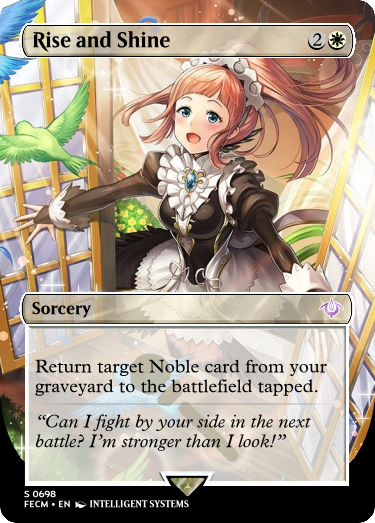 Rise and Shine 2
Sorcery
Return target Noble card from your
graveyard to the battlefield tapped.
“Can I fight by your side in the next
battle? I’m stronger than I look!”
S 0698
FECM • EN INTELLIGENT SYSTEMS